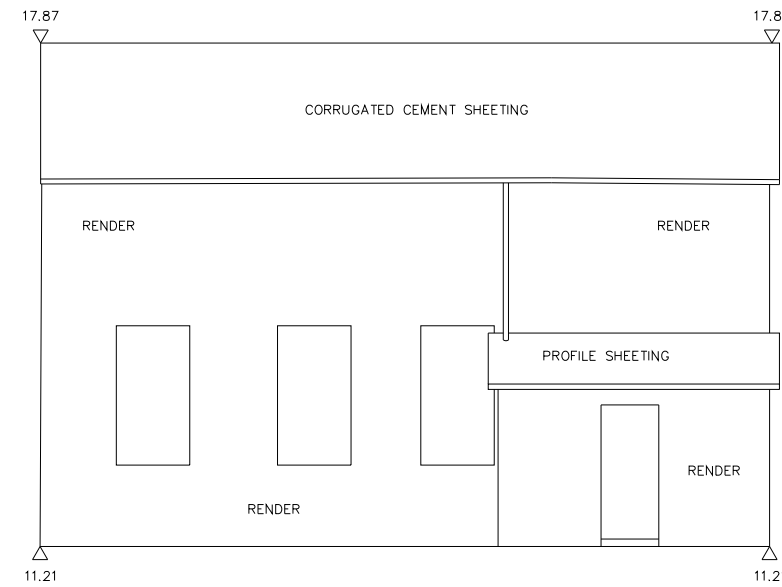 17.87
17.8
CORRUGATED CEMENT SHEETING
RENDER
RENDER
PROFILE SHEETING
RENDER
RENDER
11.21
11.2